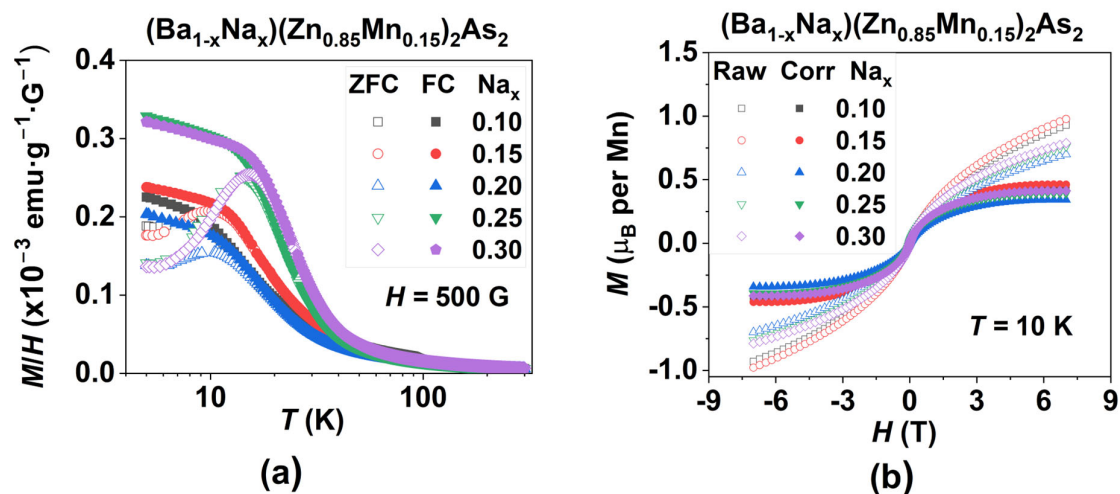 (Ba₁₋ₓNaₓ)(Zn₀.₈₅Mn₀.₁₅)₂As₂
0.4
0.3
0.2
0.1
0.0
M/H (x10⁻³ emu·g⁻¹·G⁻¹)
ZFC FC Naₓ
0.10
0.15
0.20
0.25
0.30
H = 500 G
10 100
T (K)
(a)
(Ba₁₋ₓNaₓ)(Zn₀.₈₅Mn₀.₁₅)₂As₂
1.5
1.0
0.5
0.0
-0.5
-1.0
M (μ_B per Mn)
Raw Corr Naₓ
0.10
0.15
0.20
0.25
0.30
T = 10 K
-9 -6 -3 0 3 6 9
H (T)
(b)